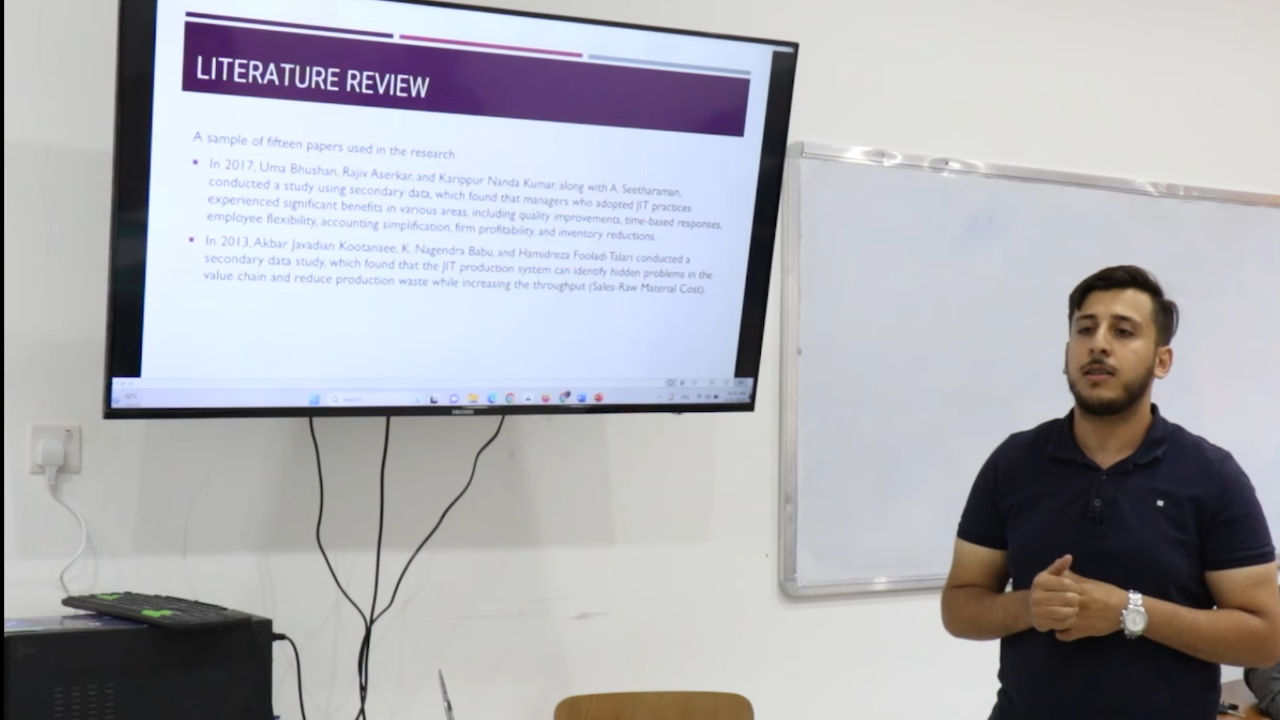 LITERATURE REVIEW
A sample of fifteen papers used in the research
In 2017, Uma Bhushan, Rajiv Aserkar, and Karippur Nanda Kumar, along with A. Seetharaman,
conducted a study using secondary data, which found that managers who adopted JIT practices
experienced significant benefits in various areas, including quality improvements, time-based responses,
employee flexibility, accounting simplification, firm profitability, and inventory reductions.
In 2013, Akbar Javadian Kootanaee, K. Nagendra Babu, and Hamidreza Fooladi Talari conducted a
secondary data study, which found that the JIT production system can identify hidden problems in the
value chain and reduce production waste while increasing the throughput (Sales-Raw Material Cost).
Search